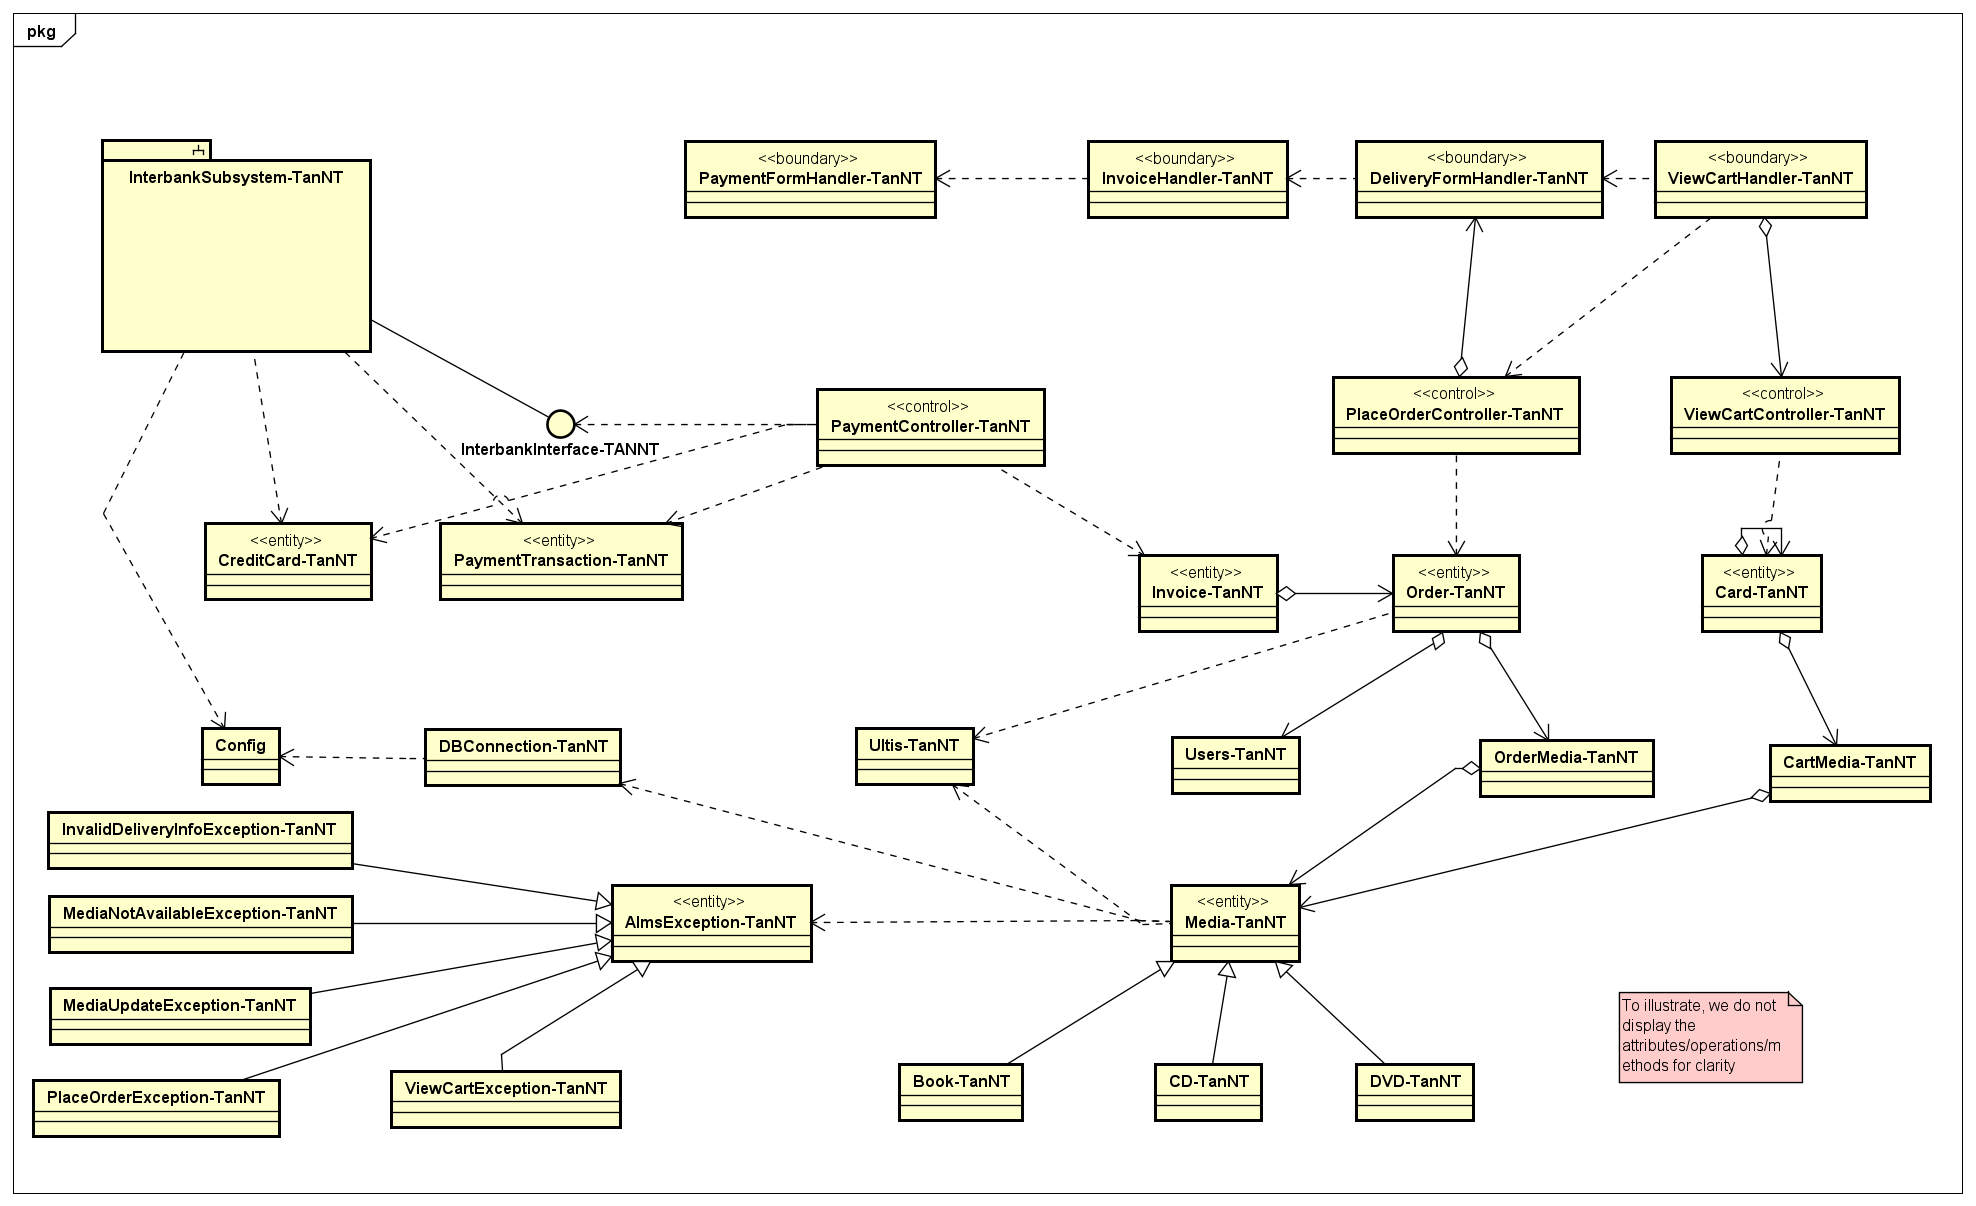 pkg
InterbankSubsystem-TanNT
<<boundary>>
PaymentFormHandler-TanNT
<<boundary>>
InvoiceHandler-TanNT
<<boundary>>
DeliveryFormHandler-TanNT
<<boundary>>
ViewCartHandler-TanNT
<<control>>
PaymentController-TanNT
<<control>>
PlaceOrderController-TanNT
<<control>>
ViewCartController-TanNT
InterbankInterface-TANNT
<<entity>>
CreditCard-TanNT
<<entity>>
PaymentTransaction-TanNT
<<entity>>
Invoice-TanNT
<<entity>>
Order-TanNT
<<entity>>
Card-TanNT
Config
DBConnection-TanNT
Ultis-TanNT
Users-TanNT
OrderMedia-TanNT
CartMedia-TanNT
InvalidDeliveryInfoException-TanNT
MediaNotAvailableException-TanNT
<<entity>>
AImsException-TanNT
<<entity>>
Media-TanNT
MediaUpdateException-TanNT
To illustrate, we do not
display the
attributes/operations/m
ethods for clarity
PlaceOrderException-TanNT
ViewCartException-TanNT
Book-TanNT
CD-TanNT
DVD-TanNT